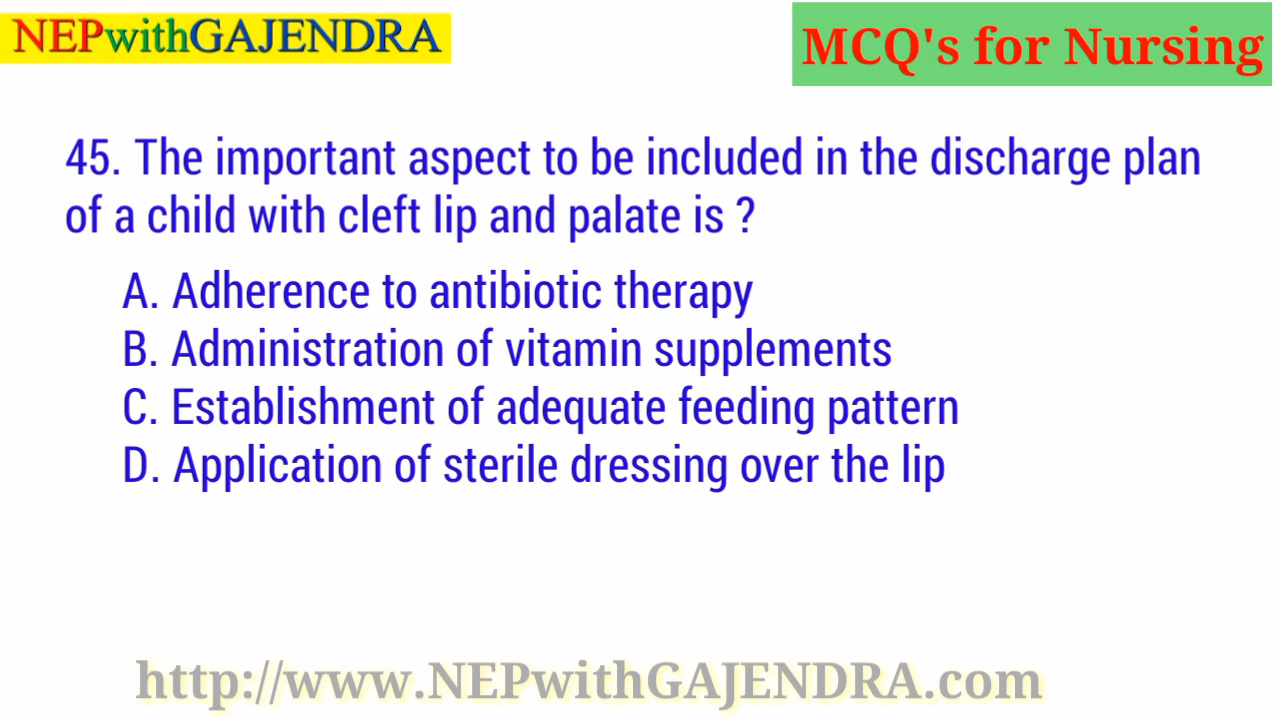 NEPwithGAJENDRA
MCQ's for Nursing
45. The important aspect to be included in the discharge plan
of a child with cleft lip and palate is ?
A. Adherence to antibiotic therapy
B. Administration of vitamin supplements
C. Establishment of adequate feeding pattern
D. Application of sterile dressing over the lip
http://www.NEPwithGAJENDRA.com